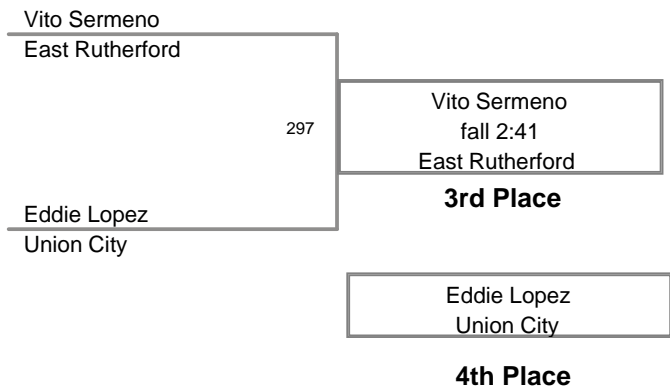 Vito Sermeno
East Rutherford
297
Vito Sermeno
fall 2:41
East Rutherford
3rd Place
Eddie Lopez
Union City
Eddie Lopez
Union City
4th Place